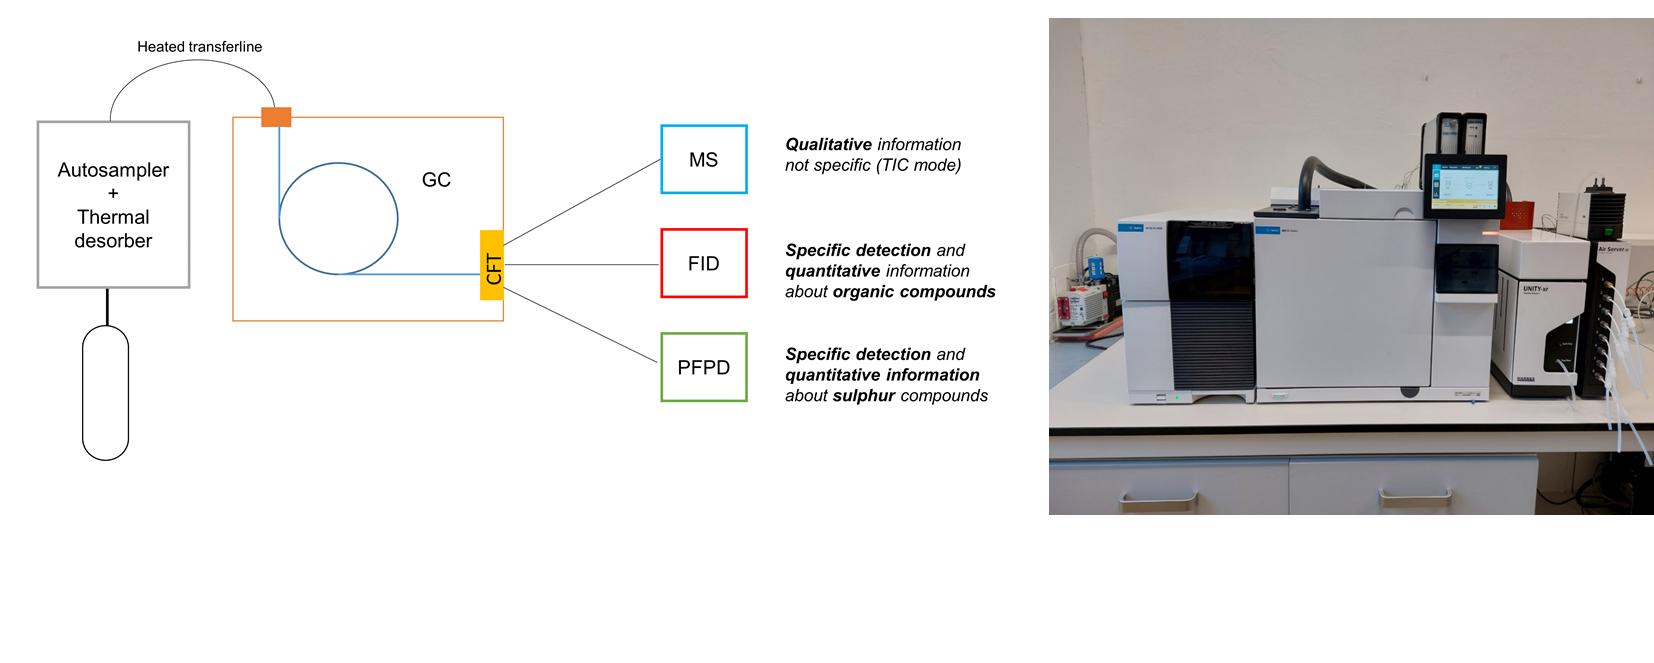 Heated transferline
Autosampler
+
Thermal
desorber
GC
CFT
MS
FID
PFPD
Qualitative information
not specific (TIC mode)
Specific detection and
quantitative information
about organic compounds
Specific detection and
quantitative information
about sulphur compounds
Air Server
UNITY-xr